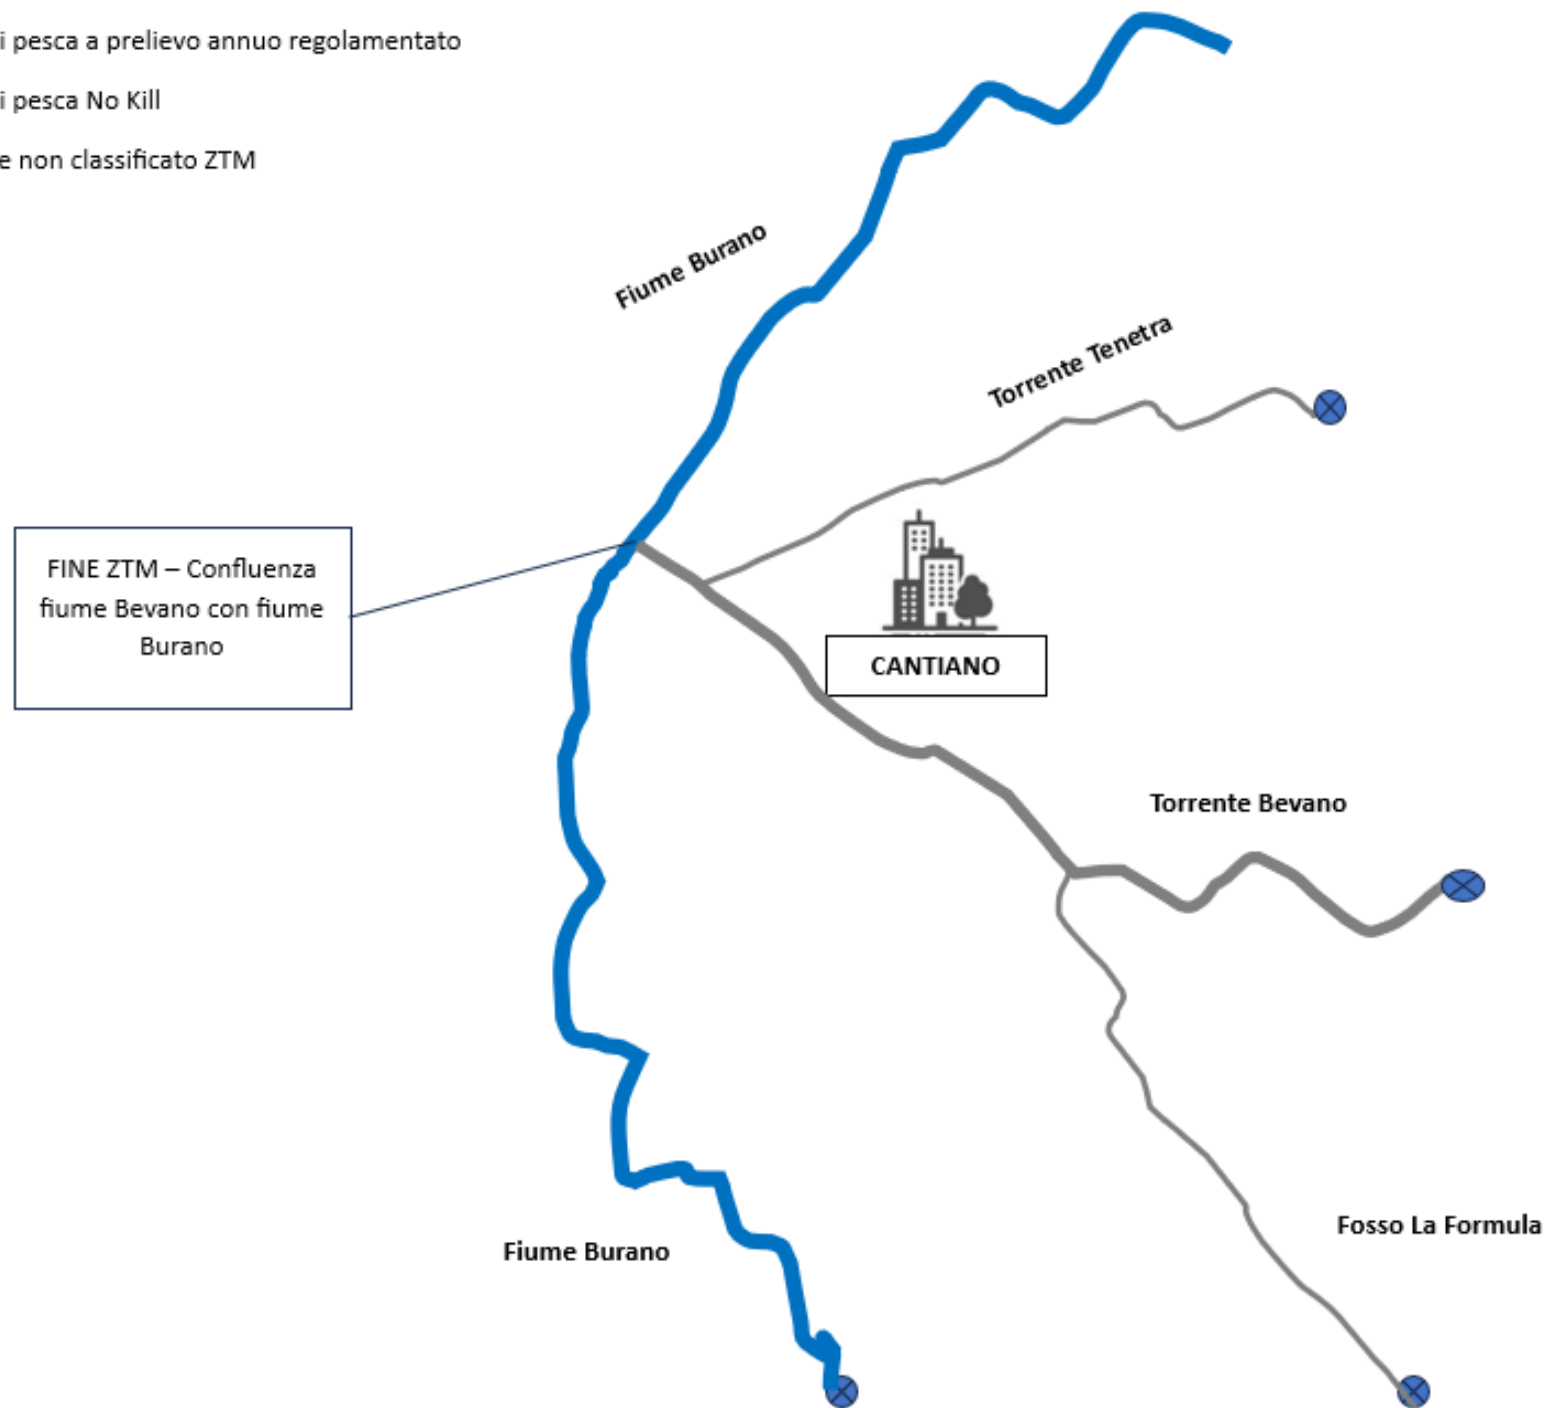 i pesca a prelievo annuo regolamentato
i pesca No Kill
e non classificato ZTM
Fiume Burano
Torrente Tenetra
FINE ZTM – Confluenza
fiume Bevano con fiume
Burano
CANTIANO
Torrente Bevano
Fosso La Formula
Fiume Burano